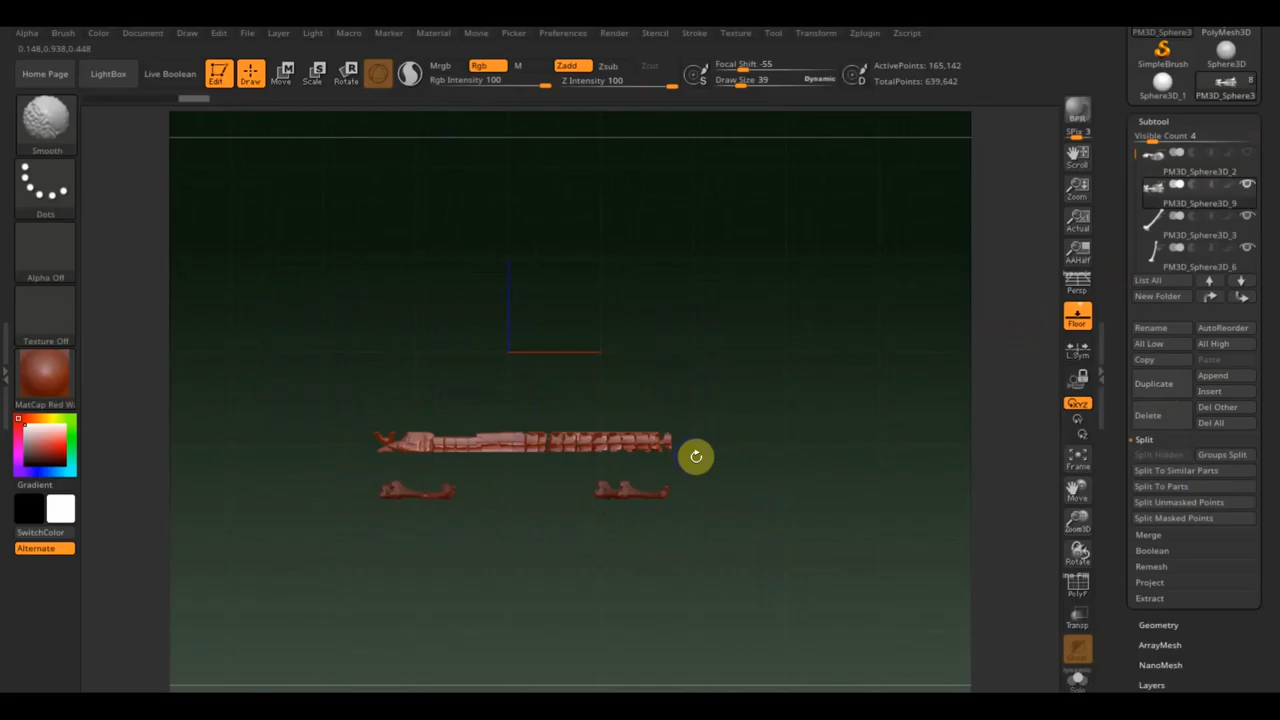 Alpha Brush Color Document Draw Edit File Layer Light Macro Marker Material Movie Picker Preferences Render Stencil Stroke Texture Tool Transform Zplugin Zscript
0.148,0.938,0.448
Home Page LightBox Live Boolean Edit Draw Move Scale Rotate
Mrgb Rgb M Zadd Zsub Zcut
Rgb Intensity 100 Z Intensity 100
S Focal Shift -55
Draw Size 39 Dynamic
D ActivePoints: 165,142
TotalPoints: 639,642
Smooth
Dots
Alpha Off
Texture Off
MatCap Red W
Gradient
SwitchColor
Alternate
BPR
SPix 3
Scroll
Zoom
Actual
AAHalf
Dynamic
Persp
Floor
L.Sym
XYZ
Y
Z
Frame
Move
Zoom3D
Rotate
PolyF
Transp
Dynamic
Solo
PM3D_Sphere3 PolyMesh3D
SimpleBrush Sphere3D
8
Sphere3D_1 PM3D_Sphere3
Subtool
Visible Count 4
PM3D_Sphere3D_2
PM3D_Sphere3D_9
PM3D_Sphere3D_3
PM3D_Sphere3D_6
List All
New Folder
Rename AutoReorder
All Low All High
Copy Paste
Duplicate Append
Insert
Delete Del Other
Del All
Split
Split Hidden Groups Split
Split To Similar Parts
Split To Parts
Split Unmasked Points
Split Masked Points
Merge
Boolean
Remesh
Project
Extract
Geometry
ArrayMesh
NanoMesh
Layers